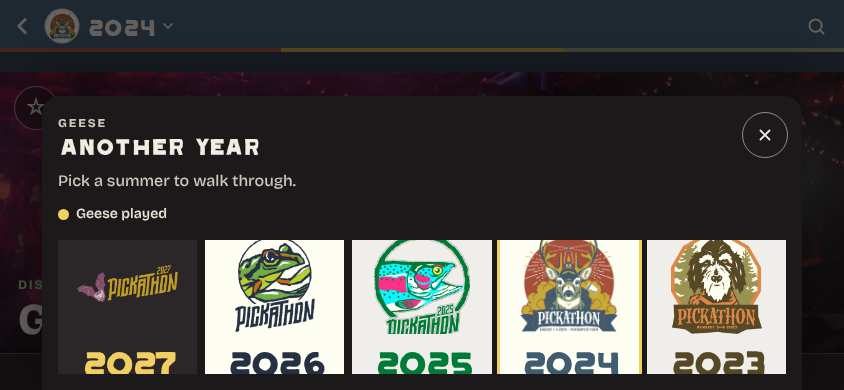 2024
GEESE
ANOTHER YEAR
Pick a summer to walk through.
Geese played
DIS
G
2027
PICKATHON
PICKATHON
2025
PICKATHON
PICKATHON
PICKATHON
2027
2026
2025
2024
2023